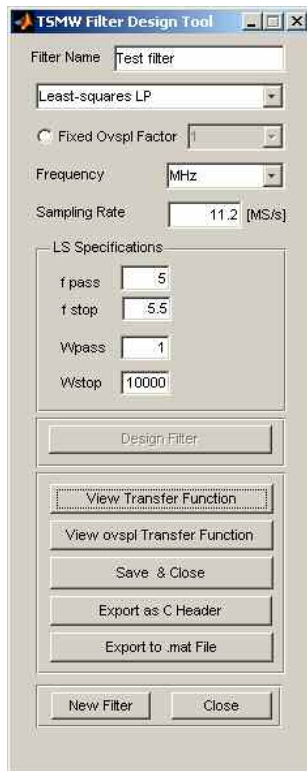 TSMW Filter Design Tool
Filter Name Test filter
Least-squares LP
Fixed Ovspl Factor 1
Frequency MHz
Sampling Rate 11.2 [MS/s]
LS Specifications
f pass 5
f stop 5.5
Wpass 1
Wstop 10000
Design Filter
View Transfer Function
View ovspl Transfer Function
Save & Close
Export as C Header
Export to .mat File
New Filter Close